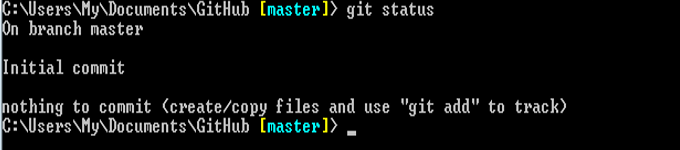 C:\Users\My\Documents\GitHub [master]> git status
On branch master
Initial commit
nothing to commit (create/copy files and use "git add" to track)
C:\Users\My\Documents\GitHub [master]> _